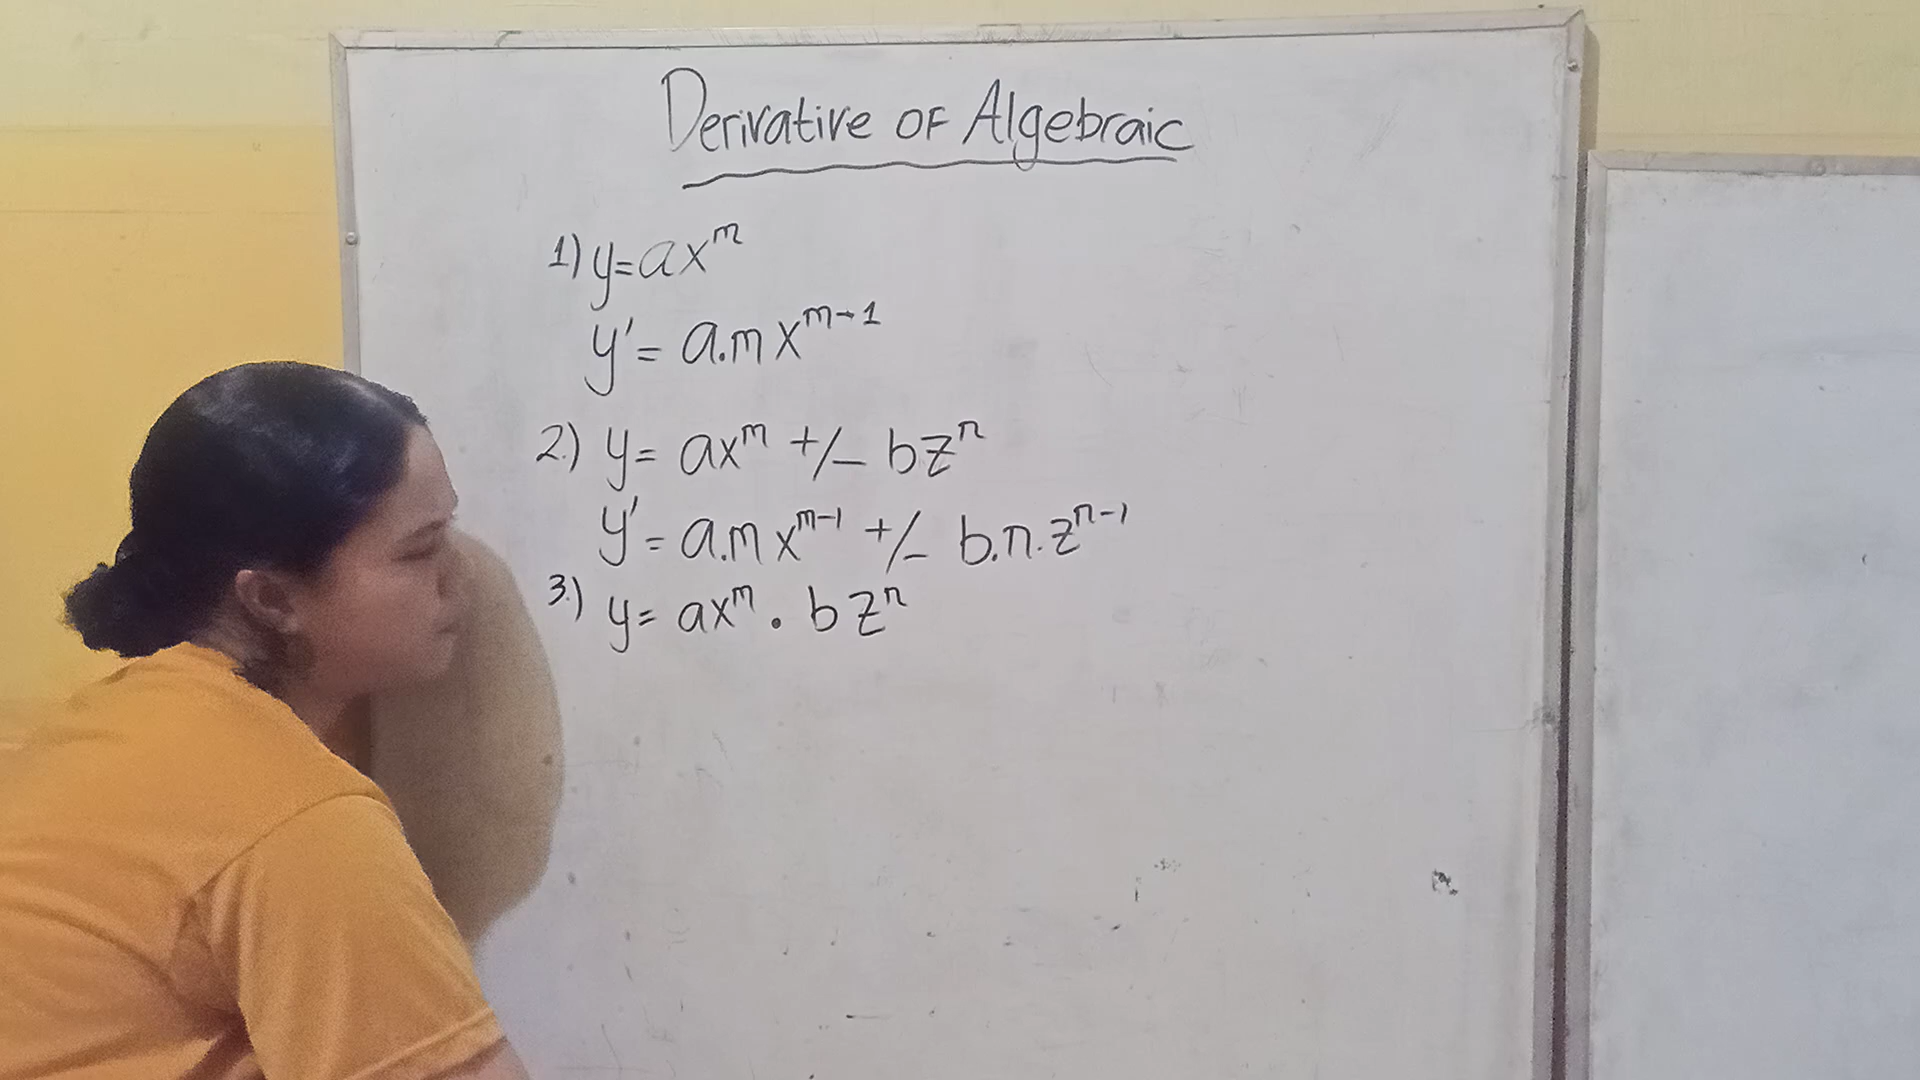 Derivative OF Algebraic
1) y=ax^m
y' = a.m x^m-1
2.) y= ax^m +/- bz^n
y' = a.m x^m-1 +/- b.n.z^n-1
3.) y= ax^m . bz^n